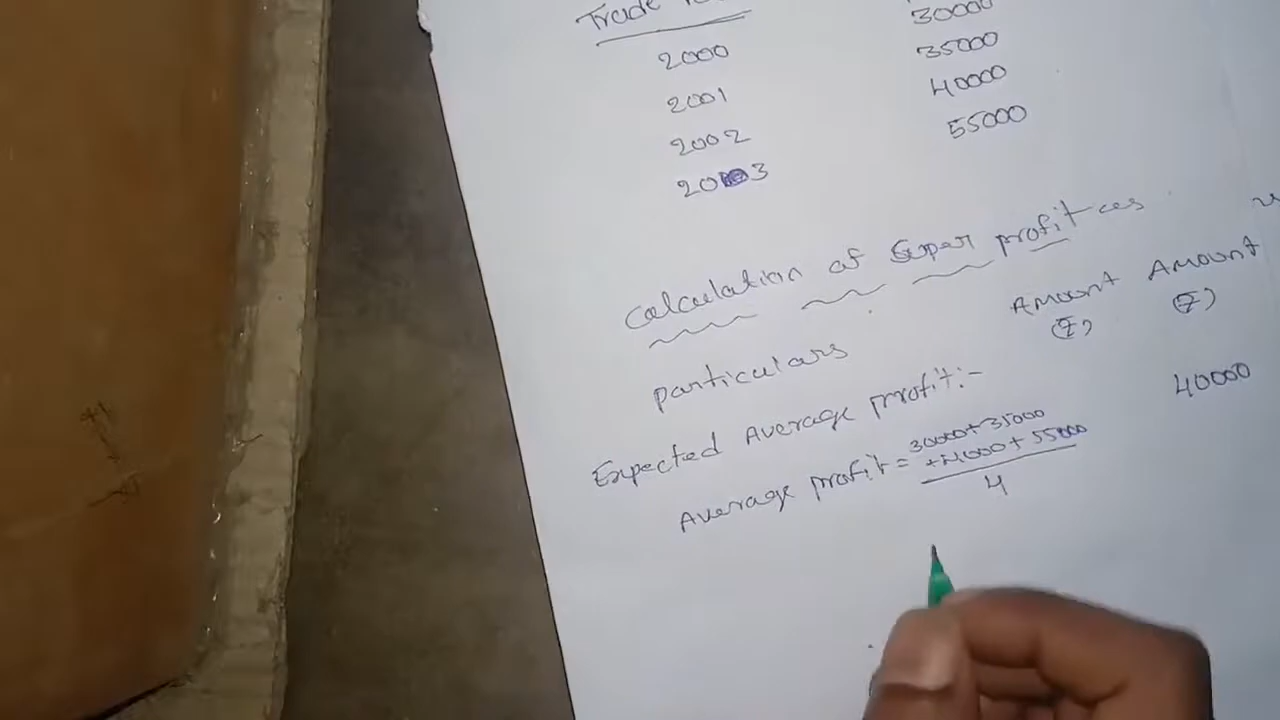 Trade
30000
2000 35000
2001 40000
2002 55000
2003
Calculation of Super profit
particulars Amount Amount
(₹) (₹)
Expected Average profit:- 40000
Average profit = 30000+35000
+4000+55000
4